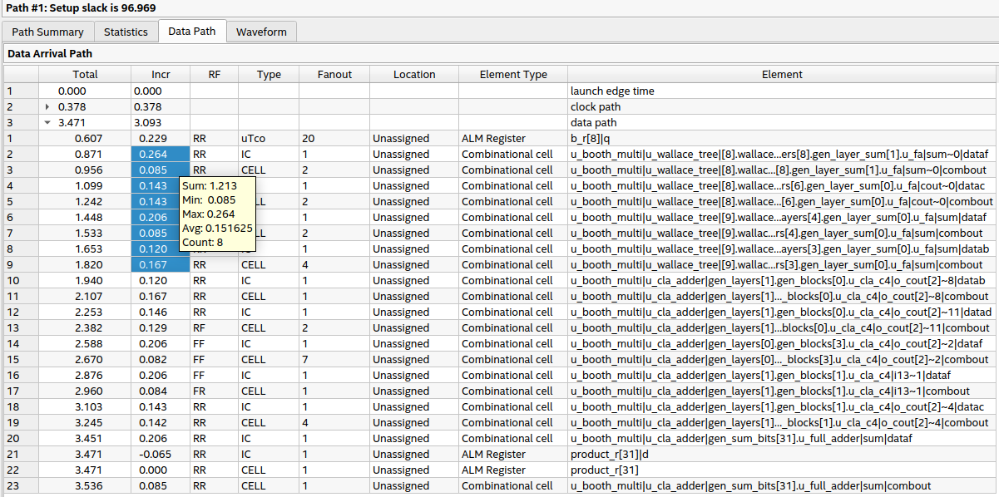 Path #1: Setup slack is 96.969
Path Summary Statistics Data Path Waveform
Data Arrival Path
Total Incr RF Type Fanout Location Element Type Element
1 0.000 0.000 launch edge time
2 0.378 0.378 clock path
3 3.471 3.093 data path
1 0.607 0.229 RR uTco 20 Unassigned ALM Register b_r[8]|q
2 0.871 0.264 RR IC 1 Unassigned Combinational cell u_booth_multi|u_wallace_tree|[8].wallace...ers[8].gen_layer_sum[1].u_fa|sum~0|dataf
3 0.956 0.085 RR CELL 2 Unassigned Combinational cell u_booth_multi|u_wallace_tree|[8].wallac...[8].gen_layer_sum[1].u_fa|sum~0|combout
4 1.099 0.143 Sum: 1.213 1 Unassigned Combinational cell u_booth_multi|u_wallace_tree|[8].wallace...rs[6].gen_layer_sum[0].u_fa|cout~0|datac
5 1.242 0.143 Min: 0.085 LL 2 Unassigned Combinational cell u_booth_multi|u_wallace_tree|[8].wallace...[6].gen_layer_sum[0].u_fa|cout~0|combout
6 1.448 0.206 Max: 0.264 1 Unassigned Combinational cell u_booth_multi|u_wallace_tree|[9].wallace...ayers[4].gen_layer_sum[0].u_fa|sum|dataf
7 1.533 0.085 Avg: 0.151625 LL 2 Unassigned Combinational cell u_booth_multi|u_wallace_tree|[9].wallac...rs[4].gen_layer_sum[0].u_fa|sum|combout
8 1.653 0.120 Count: 8 1 Unassigned Combinational cell u_booth_multi|u_wallace_tree|[9].wallace...ayers[3].gen_layer_sum[0].u_fa|sum|datab
9 1.820 0.167 RR CELL 4 Unassigned Combinational cell u_booth_multi|u_wallace_tree|[9].wallac...rs[3].gen_layer_sum[0].u_fa|sum|combout
10 1.940 0.120 RR IC 1 Unassigned Combinational cell u_booth_multi|u_cla_adder|gen_layers[1].gen_blocks[0].u_cla_c4|o_cout[2]~8|datab
11 2.107 0.167 RR CELL 1 Unassigned Combinational cell u_booth_multi|u_cla_adder|gen_layers[1]..._blocks[0].u_cla_c4|o_cout[2]~8|combout
12 2.253 0.146 RR IC 1 Unassigned Combinational cell u_booth_multi|u_cla_adder|gen_layers[1].gen_blocks[0].u_cla_c4|o_cout[2]~11|datad
13 2.382 0.129 RF CELL 2 Unassigned Combinational cell u_booth_multi|u_cla_adder|gen_layers[1]...blocks[0].u_cla_c4|o_cout[2]~11|combout
14 2.588 0.206 FF IC 1 Unassigned Combinational cell u_booth_multi|u_cla_adder|gen_layers[0].gen_blocks[3].u_cla_c4|o_cout[2]~2|dataf
15 2.670 0.082 FF CELL 7 Unassigned Combinational cell u_booth_multi|u_cla_adder|gen_layers[0]..._blocks[3].u_cla_c4|o_cout[2]~2|combout
16 2.876 0.206 FF IC 1 Unassigned Combinational cell u_booth_multi|u_cla_adder|gen_layers[1].gen_blocks[1].u_cla_c4|i13~1|dataf
17 2.960 0.084 FR CELL 1 Unassigned Combinational cell u_booth_multi|u_cla_adder|gen_layers[1].gen_blocks[1].u_cla_c4|i13~1|combout
18 3.103 0.143 RR IC 1 Unassigned Combinational cell u_booth_multi|u_cla_adder|gen_layers[1].gen_blocks[1].u_cla_c4|o_cout[2]~4|datac
19 3.245 0.142 RR CELL 4 Unassigned Combinational cell u_booth_multi|u_cla_adder|gen_layers[1]..._blocks[1].u_cla_c4|o_cout[2]~4|combout
20 3.451 0.206 RR IC 1 Unassigned Combinational cell u_booth_multi|u_cla_adder|gen_sum_bits[31].u_full_adder|sum|dataf
21 3.471 -0.065 RR IC 1 Unassigned ALM Register product_r[31]|d
22 3.471 0.000 RR CELL 1 Unassigned ALM Register product_r[31]
23 3.536 0.085 RR CELL 1 Unassigned Combinational cell u_booth_multi|u_cla_adder|gen_sum_bits[31].u_full_adder|sum|combout